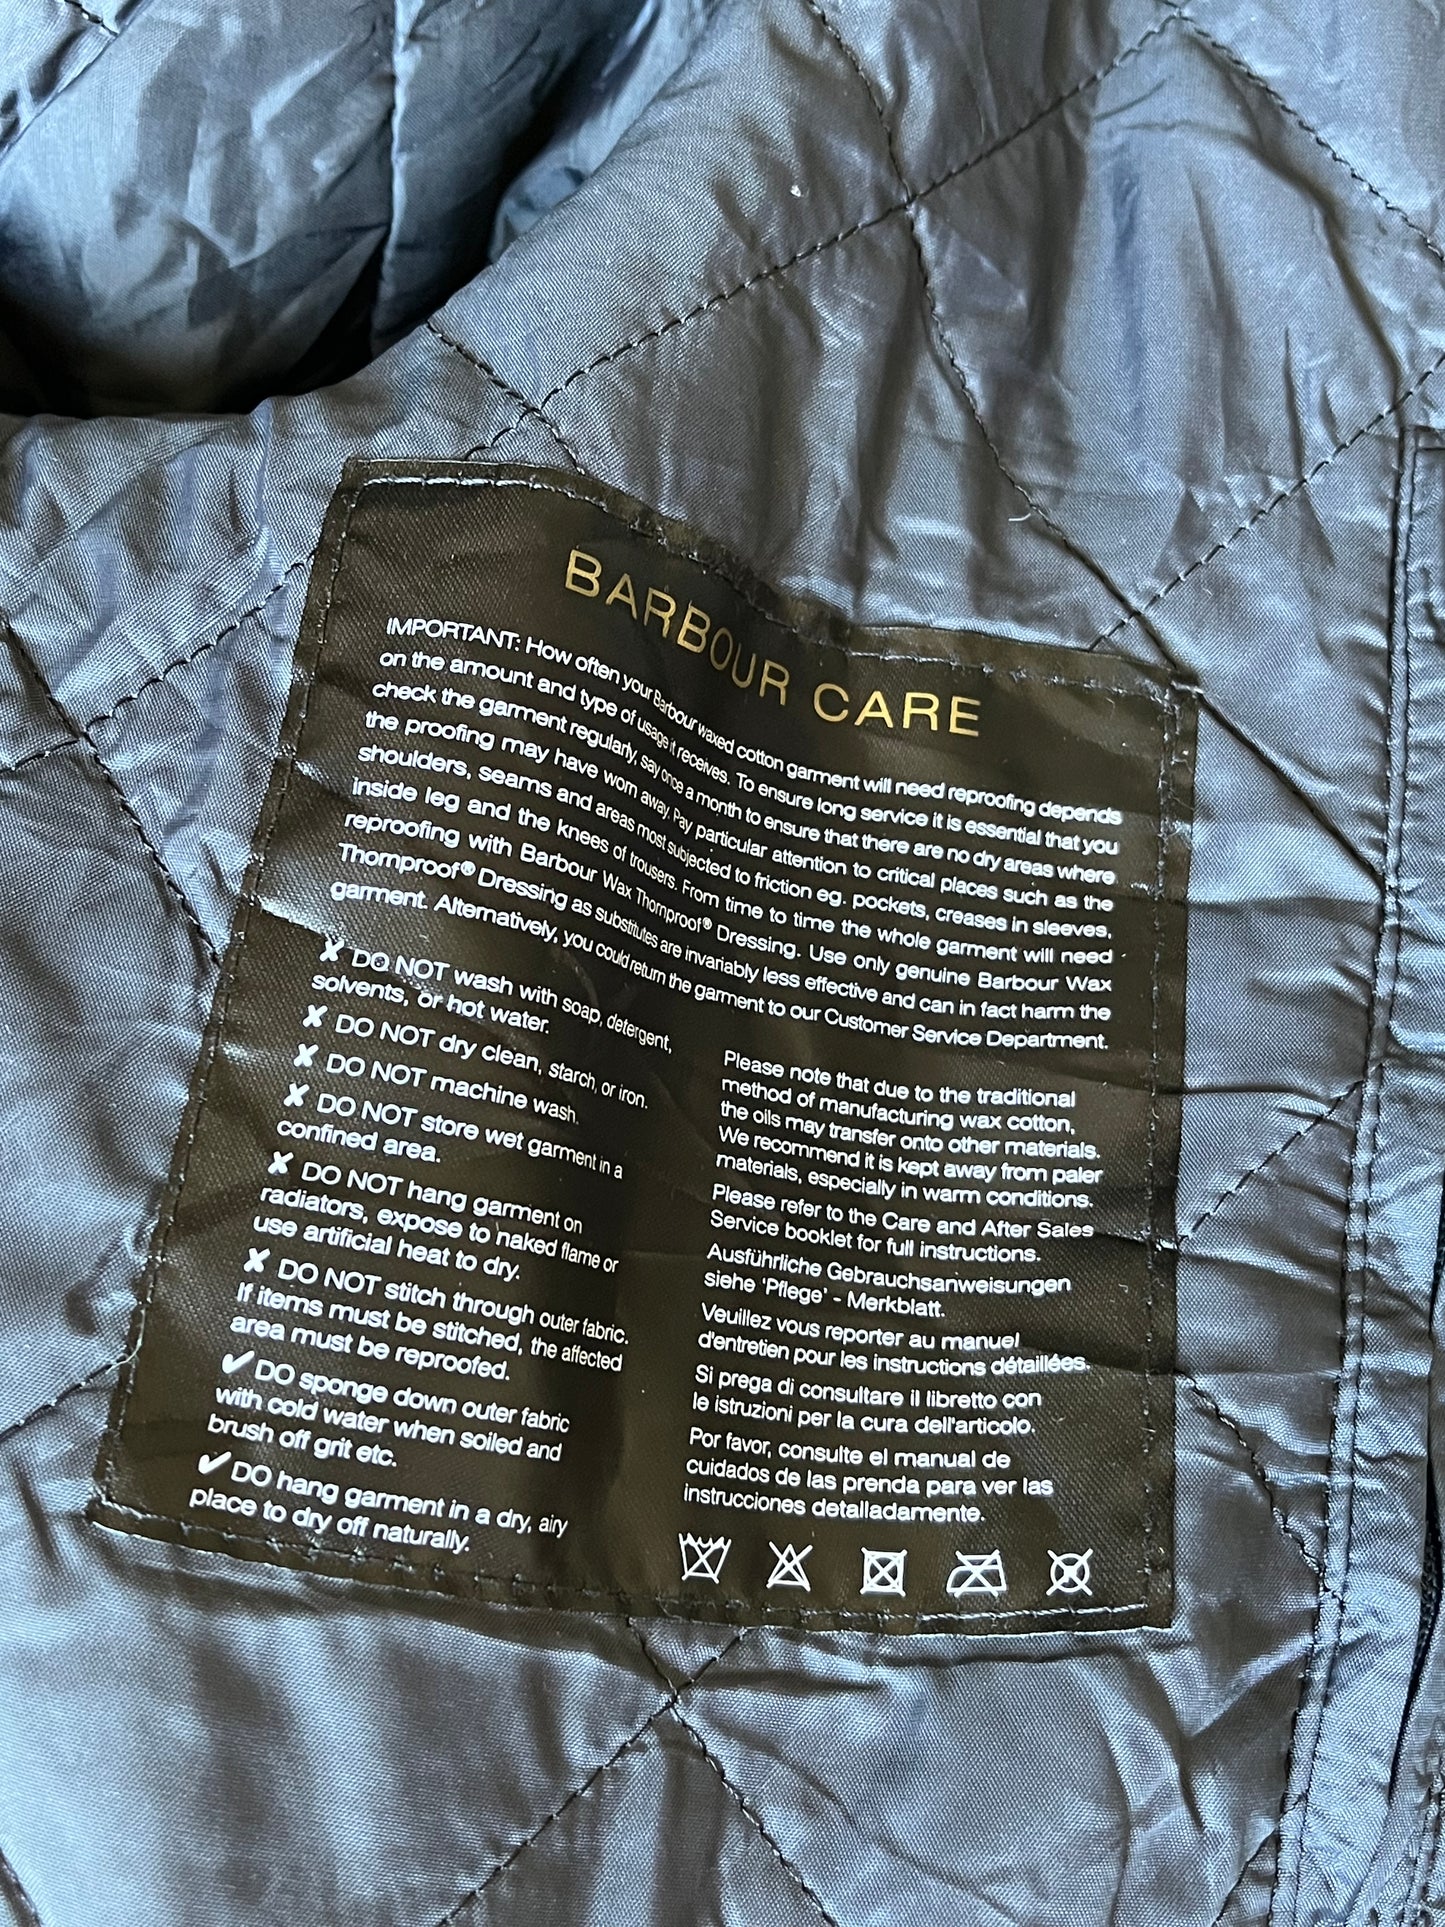 BARBOUR CARE
IMPORTANT: How often your Barbour waxed cotton garment will need reproofing depends
on the amount and type of usage it receives. To ensure long service it is essential that you
check the garment regularly, say once a month to ensure that there are no dry areas where
the proofing may have worn away. Pay particular attention to critical places such as the
shoulders, seams and areas most subjected to friction eg. pockets, creases in sleeves,
inside leg and the knees of trousers. From time to time the whole garment will need
reproofing with Barbour Wax Thornproof® Dressing. Use only genuine Barbour Wax
Thornproof® Dressing as substitutes are invariably less effective and can in fact harm the
garment. Alternatively, you could return the garment to our Customer Service Department.
✘ DO NOT wash with soap, detergent,
solvents, or hot water.
✘ DO NOT dry clean, starch, or iron.
✘ DO NOT machine wash.
✘ DO NOT store wet garment in a
confined area.
✘ DO NOT hang garment on
radiators, expose to naked flame or
use artificial heat to dry.
✘ DO NOT stitch through outer fabric.
If items must be stitched, the affected
area must be reproofed.
✔ DO sponge down outer fabric
with cold water when soiled and
brush off grit etc.
✔ DO hang garment in a dry, airy
place to dry off naturally.
Please note that due to the traditional
method of manufacturing wax cotton,
the oils may transfer onto other materials.
We recommend it is kept away from paler
materials, especially in warm conditions.
Please refer to the Care and After Sales
Service booklet for full instructions.
Ausführliche Gebrauchsanweisungen
siehe 'Pflege' - Merkblatt.
Veuillez vous reporter au manuel
d'entretien pour les instructions détaillées.
Si prega di consultare il libretto con
le istruzioni per la cura dell'articolo.
Por favor, consulte el manual de
cuidados de las prenda para ver las
instrucciones detalladamente.